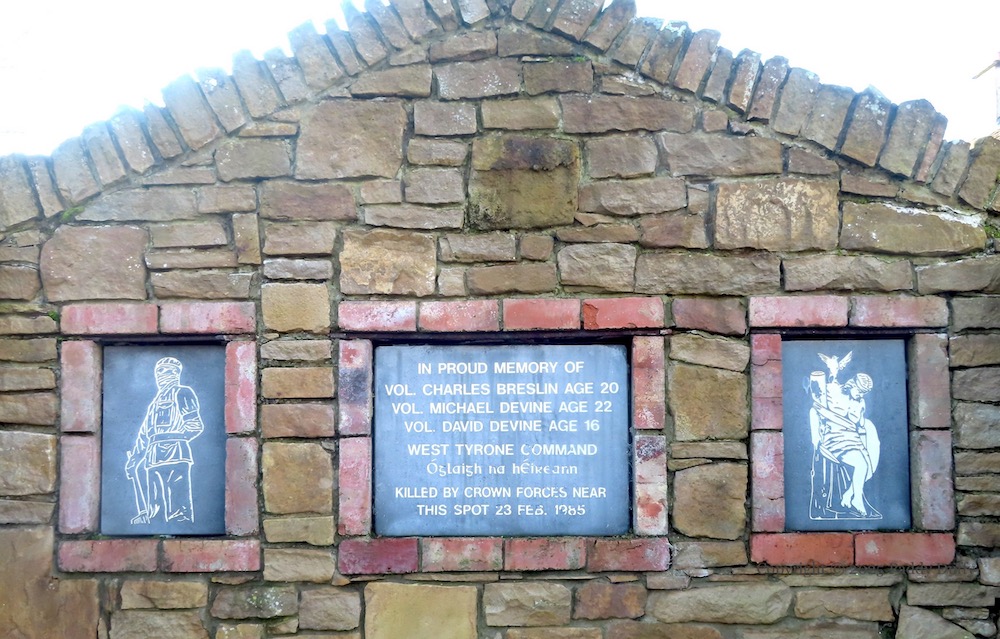 IN PROUD MEMORY OF
VOL. CHARLES BRESLIN AGE 20
VOL. MICHAEL DEVINE AGE 22
VOL. DAVID DEVINE AGE 16
WEST TYRONE COMMAND
Óglaigh na hÉireann
KILLED BY CROWN FORCES NEAR
THIS SPOT 23 FEB. 1985